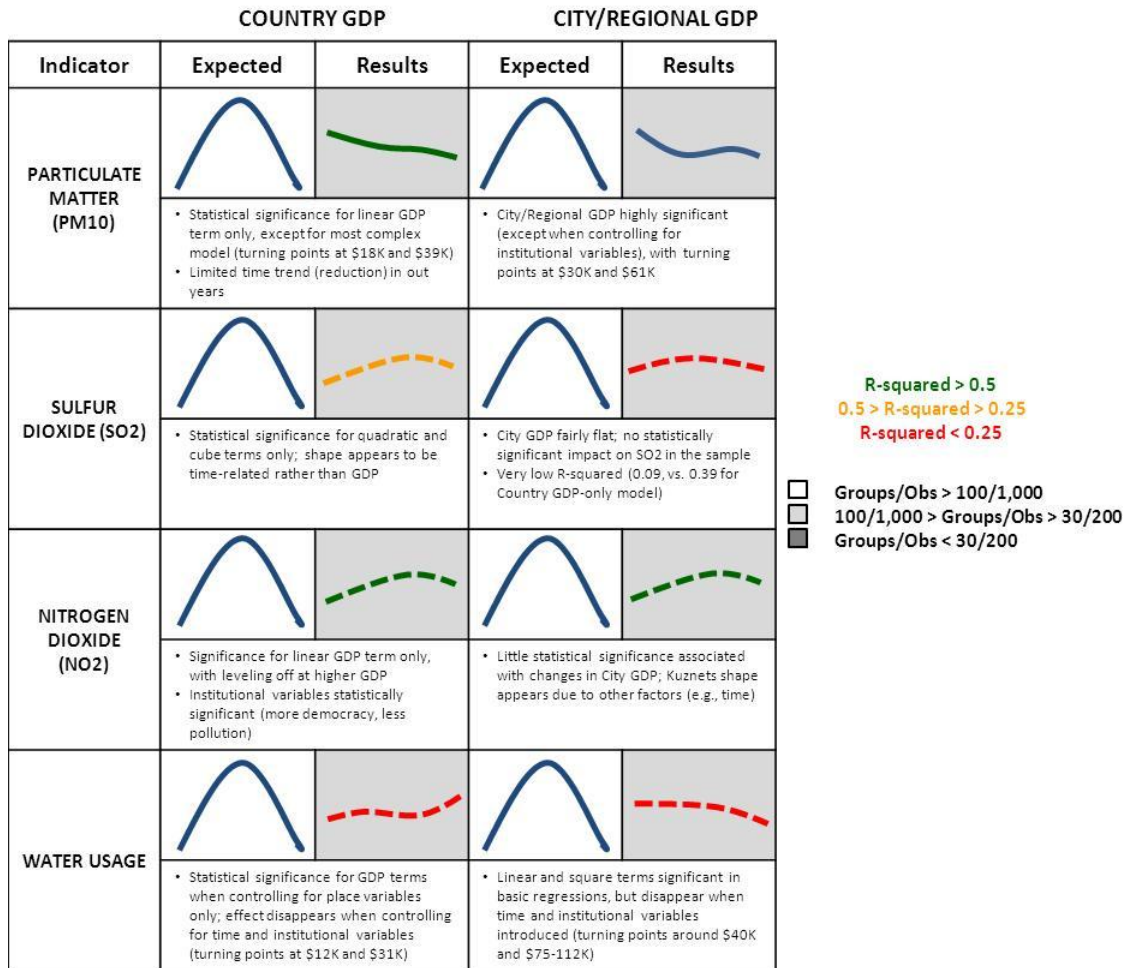 COUNTRY GDP
CITY/REGIONAL GDP
Indicator
Expected
Results
Expected
Results
PARTICULATE
MATTER
(PM10)
• Statistical significance for linear GDP
term only, except for most complex
model (turning points at $18K and $39K)
• Limited time trend (reduction) in out
years
• City/Regional GDP highly significant
(except when controlling for
institutional variables), with turning
points at $30K and $61K
SULFUR
DIOXIDE (SO2)
• Statistical significance for quadratic and
cube terms only; shape appears to be
time-related rather than GDP
• City GDP fairly flat; no statistically
significant impact on SO2 in the sample
• Very low R-squared (0.09, vs. 0.39 for
Country GDP-only model)
NITROGEN
DIOXIDE
(NO2)
• Significance for linear GDP term only,
with leveling off at higher GDP
• Institutional variables statistically
significant (more democracy, less
pollution)
• Little statistical significance associated
with changes in City GDP; Kuznets shape
appears due to other factors (e.g., time)
WATER USAGE
• Statistical significance for GDP terms
when controlling for place variables
only; effect disappears when controlling
for time and institutional variables
(turning points at $12K and $31K)
• Linear and square terms significant in
basic regressions, but disappear when
time and institutional variables
introduced (turning points around $40K
and $75-112K)
R-squared > 0.5
0.5 > R-squared > 0.25
R-squared < 0.25
Groups/Obs > 100/1,000
100/1,000 > Groups/Obs > 30/200
Groups/Obs < 30/200